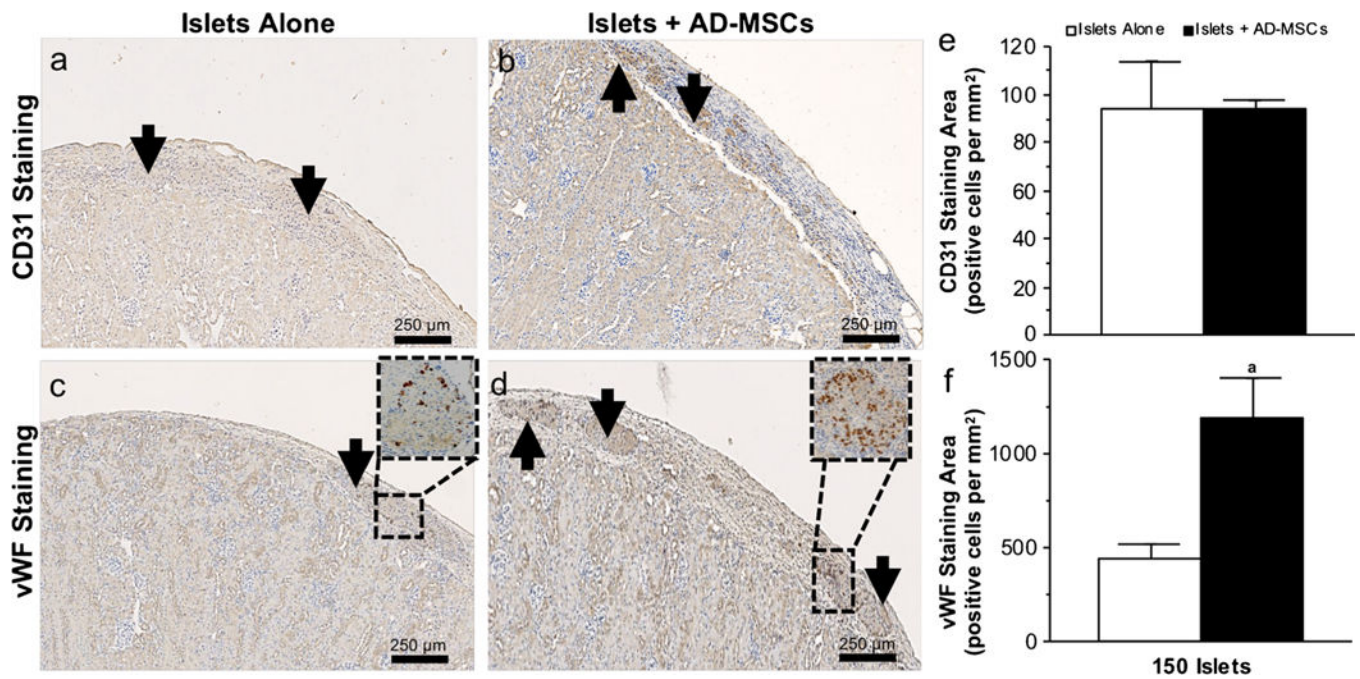 Islets Alone
Islets + AD-MSCs
CD31 Staining
a
250 µm
b
250 µm
e
Islets Alone
Islets + AD-MSCs
CD31 Staining Area
(positive cells per mm²)
120
100
80
60
40
20
0
vWF Staining
c
250 µm
d
250 µm
f
vWF Staining Area
(positive cells per mm²)
1500
1000
500
0
a
150 Islets